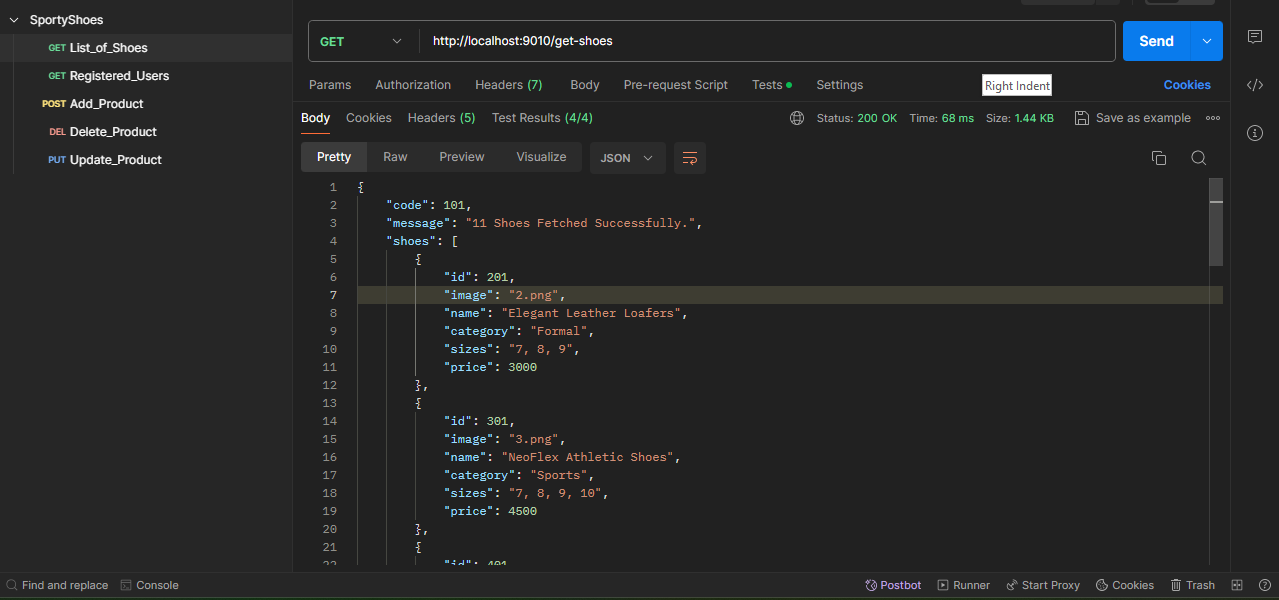 SportyShoes
GET List_of_Shoes
GET Registered_Users
POST Add_Product
DEL Delete_Product
PUT Update_Product
GET http://localhost:9010/get-shoes Send
Params Authorization Headers (7) Body Pre-request Script Tests Settings Right Indent Cookies
Body Cookies Headers (5) Test Results (4/4) Status: 200 OK Time: 68 ms Size: 1.44 KB Save as example
Pretty Raw Preview Visualize JSON
1 {
2 "code": 101,
3 "message": "11 Shoes Fetched Successfully.",
4 "shoes": [
5 {
6 "id": 201,
7 "image": "2.png",
8 "name": "Elegant Leather Loafers",
9 "category": "Formal",
10 "sizes": "7, 8, 9",
11 "price": 3000
12 },
13 {
14 "id": 301,
15 "image": "3.png",
16 "name": "NeoFlex Athletic Shoes",
17 "category": "Sports",
18 "sizes": "7, 8, 9, 10",
19 "price": 4500
20 },
21 {
22 "id": 401
Find and replace Console Postbot Runner Start Proxy Cookies Trash